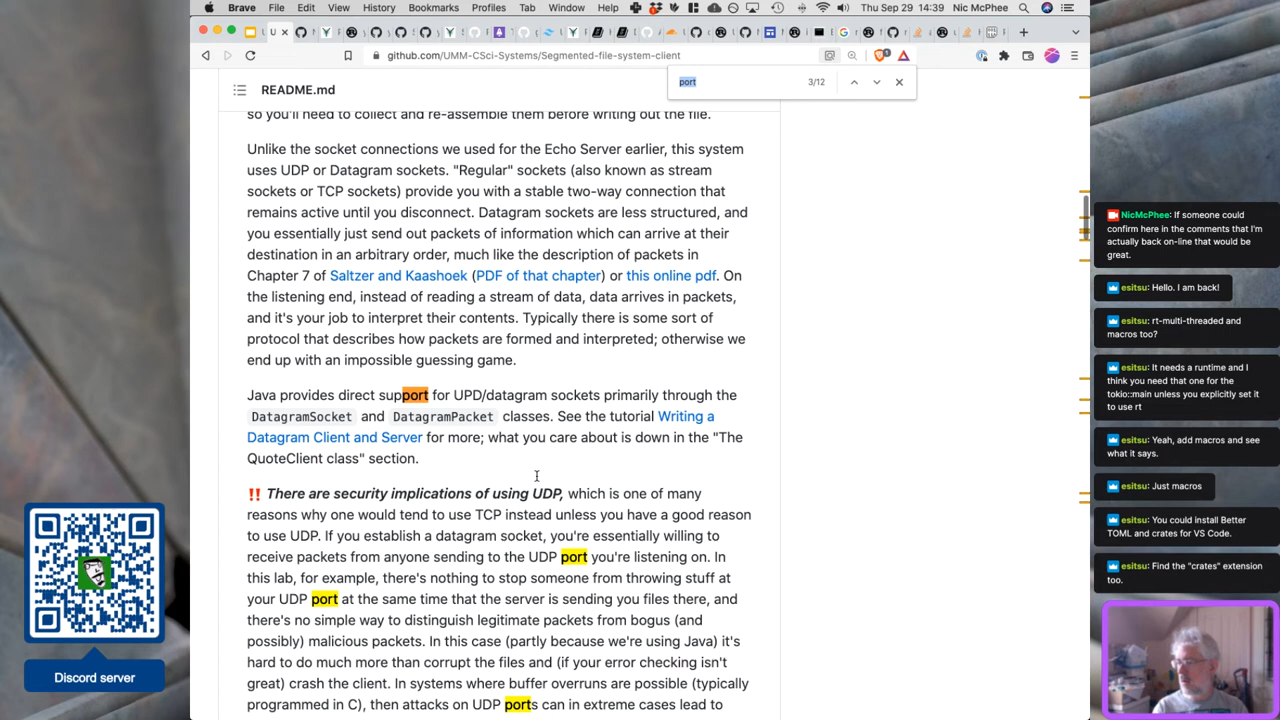 Brave File Edit View History Bookmarks Profiles Tab Window Help Thu Sep 29 14:39 Nic McPhee
github.com/UMM-CSci-Systems/Segmented-file-system-client
port 3/12
README.md
so you'll need to collect and re-assemble them before writing out the file.
Unlike the socket connections we used for the Echo Server earlier, this system
uses UDP or Datagram sockets. "Regular" sockets (also known as stream
sockets or TCP sockets) provide you with a stable two-way connection that
remains active until you disconnect. Datagram sockets are less structured, and
you essentially just send out packets of information which can arrive at their
destination in an arbitrary order, much like the description of packets in
Chapter 7 of Saltzer and Kaashoek (PDF of that chapter) or this online pdf. On
the listening end, instead of reading a stream of data, data arrives in packets,
and it's your job to interpret their contents. Typically there is some sort of
protocol that describes how packets are formed and interpreted; otherwise we
end up with an impossible guessing game.
Java provides direct support for UPD/datagram sockets primarily through the
DatagramSocket and DatagramPacket classes. See the tutorial Writing a
Datagram Client and Server for more; what you care about is down in the "The
QuoteClient class" section.
‼ There are security implications of using UDP, which is one of many
reasons why one would tend to use TCP instead unless you have a good reason
to use UDP. If you establish a datagram socket, you're essentially willing to
receive packets from anyone sending to the UDP port you're listening on. In
this lab, for example, there's nothing to stop someone from throwing stuff at
your UDP port at the same time that the server is sending you files there, and
there's no simple way to distinguish legitimate packets from bogus (and
possibly) malicious packets. In this case (partly because we're using Java) it's
hard to do much more than corrupt the files and (if your error checking isn't
great) crash the client. In systems where buffer overruns are possible (typically
programmed in C), then attacks on UDP ports can in extreme cases lead to
NicMcPhee: If someone could
confirm here in the comments that I'm
actually back on-line that would be
great.
esitsu: Hello. I am back!
esitsu: rt-multi-threaded and
macros too?
esitsu: It needs a runtime and I
think you need that one for the
tokio::main unless you explicitly set it
to use rt
esitsu: Yeah, add macros and see
what it says.
esitsu: Just macros
esitsu: You could install Better
TOML and crates for VS Code.
esitsu: Find the "crates" extension
too.
Discord server